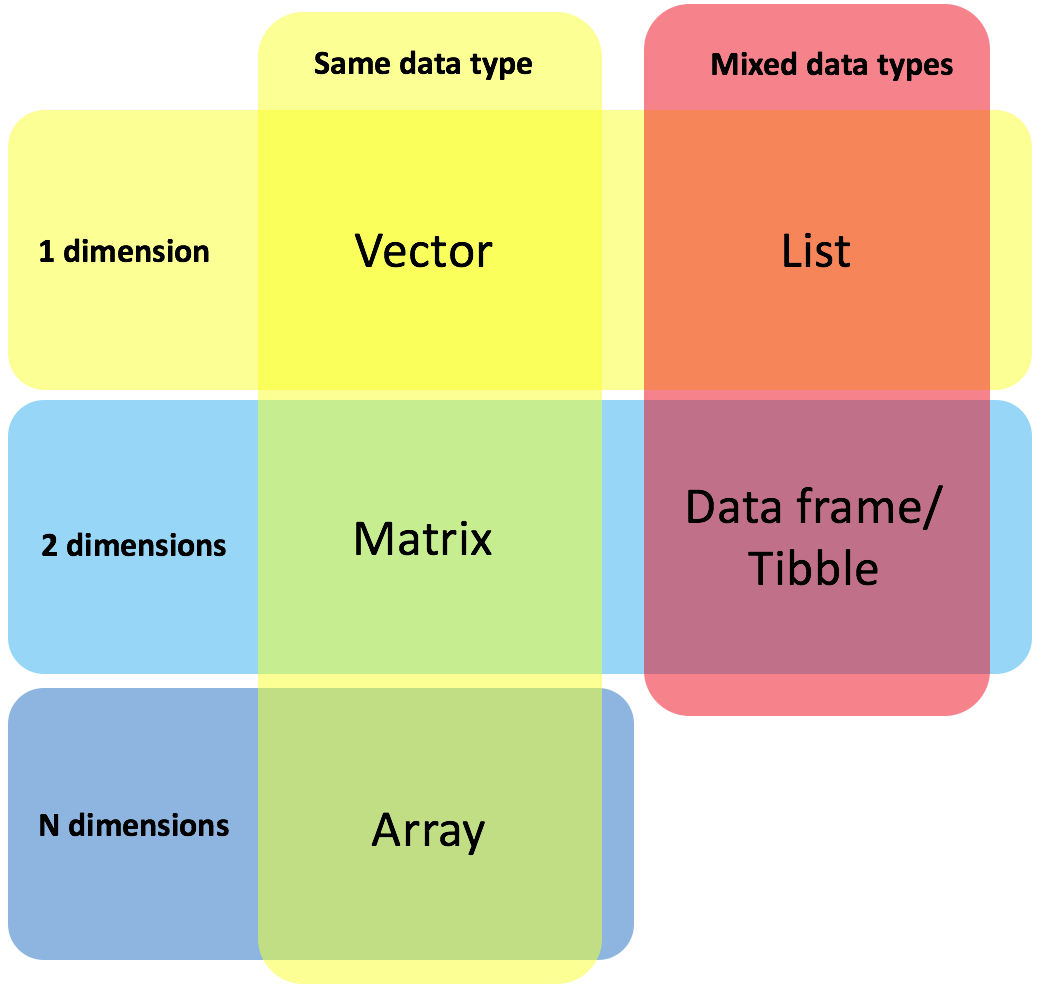 Same data type
Mixed data types
1 dimension
Vector
List
2 dimensions
Matrix
Data frame/
Tibble
N dimensions
Array